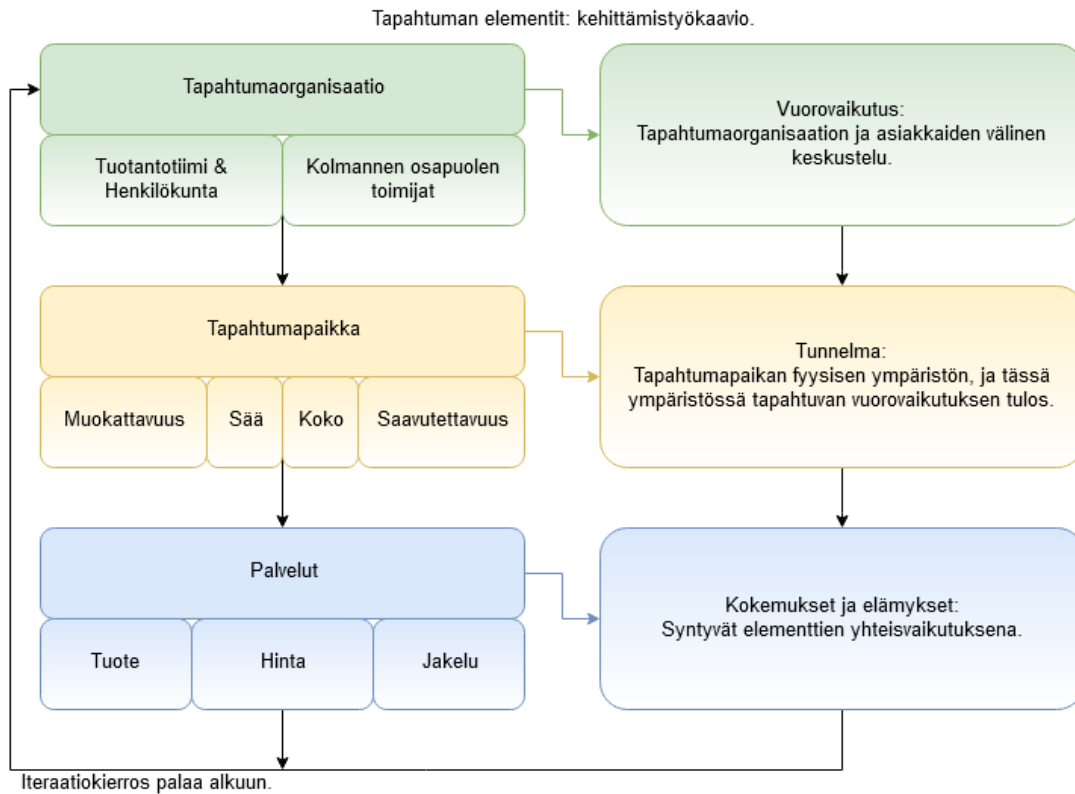 Tapahtuman elementit: kehittämistyökaavio.
Tapahtumaorganisaatio
Tuotantotiimi &
Henkilökunta
Kolmannen osapuolen
toimijat
Vuorovaikutus:
Tapahtumaorganisaation ja asiakkaiden välinen
keskustelu.
Tapahtumapaikka
Muokattavuus
Sää
Koko
Saavutettavuus
Tunnelma:
Tapahtumapaikan fyysisen ympäristön, ja tässä
ympäristössä tapahtuvan vuorovaikutuksen tulos.
Palvelut
Tuote
Hinta
Jakelu
Kokemukset ja elämykset:
Syntyvät elementtien yhteisvaikutuksena.
Iteraatiokierros palaa alkuun.